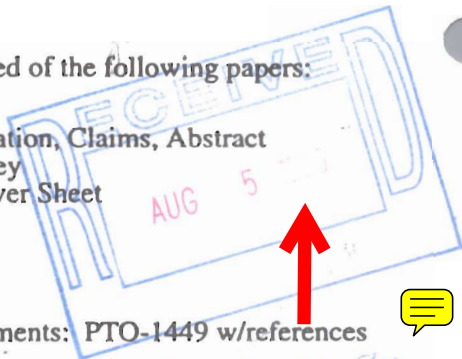 ed of the following papers:
RECEIVED
ation, Claims, Abstract
ey
ver Sheet
AUG 5
ments: PTO-1449 w/references